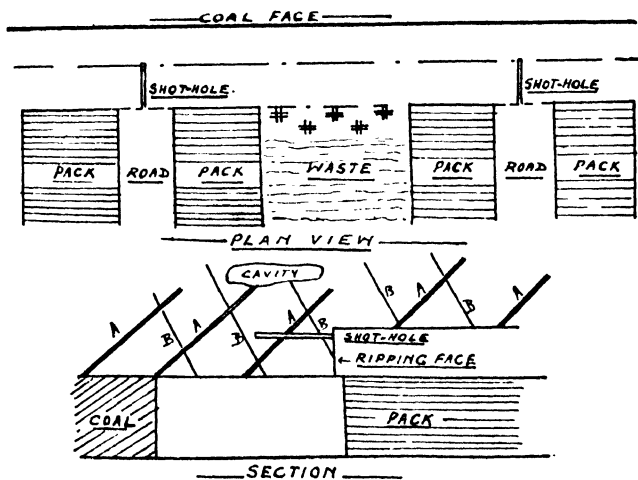 COAL FACE
SHOT-HOLE.
SHOT-HOLE
PACK ROAD PACK WASTE PACK ROAD PACK
PLAN VIEW
CAVITY
A B A B A B B A B A
SHOT-HOLE
RIPPING FACE
COAL
PACK
SECTION